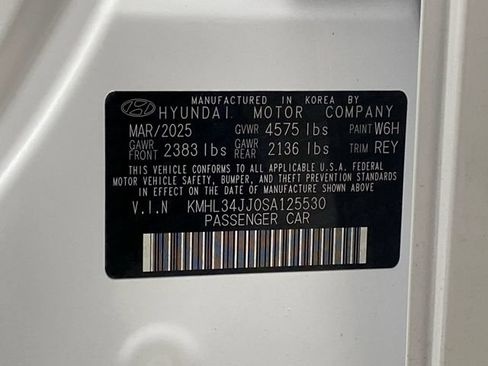 MANUFACTURED IN KOREA BY
HYUNDAI MOTOR COMPANY
MAR/2025 GVWR 4575 lbs PAINT W6H
GAWR FRONT 2383 lbs GAWR REAR 2136 lbs TRIM REY
THIS VEHICLE CONFORMS TO ALL APPLICABLE U.S.A. FEDERAL
MOTOR VEHICLE SAFETY, BUMPER, AND THEFT PREVENTION STANDARDS
IN EFFECT ON THE DATE OF MANUFACTURE SHOWN ABOVE.
V.I.N KMHL34JJ0SA125530
PASSENGER CAR